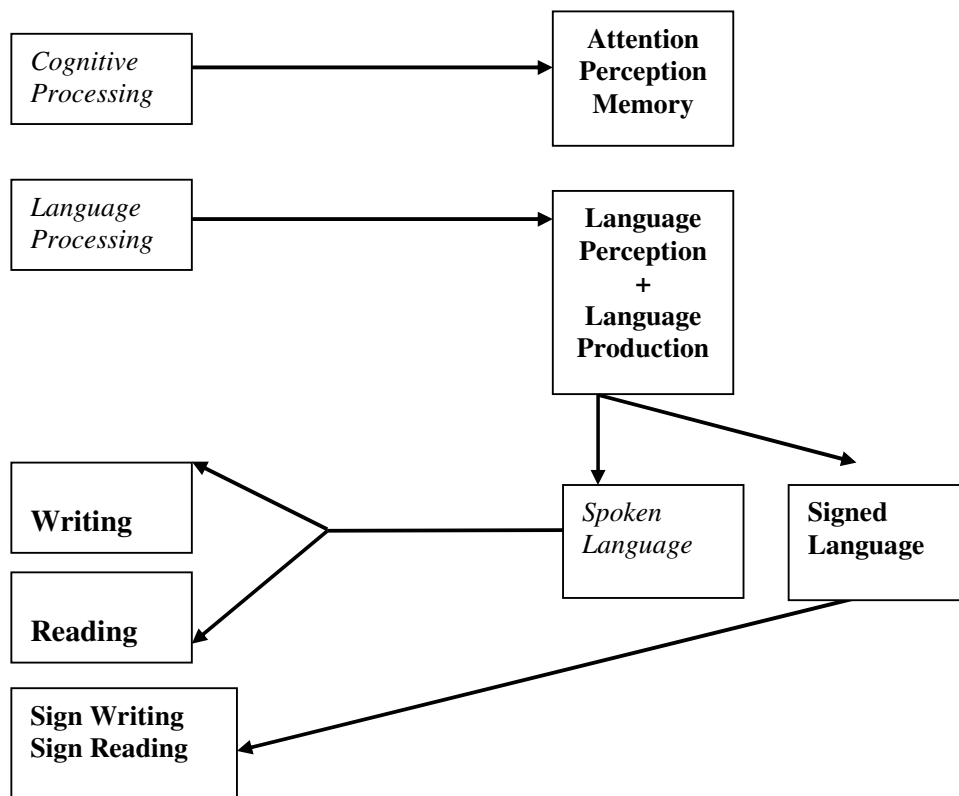 Cognitive
Processing
Attention
Perception
Memory
Language
Processing
Language
Perception
+
Language
Production
Writing
Reading
Spoken
Language
Signed
Language
Sign Writing
Sign Reading